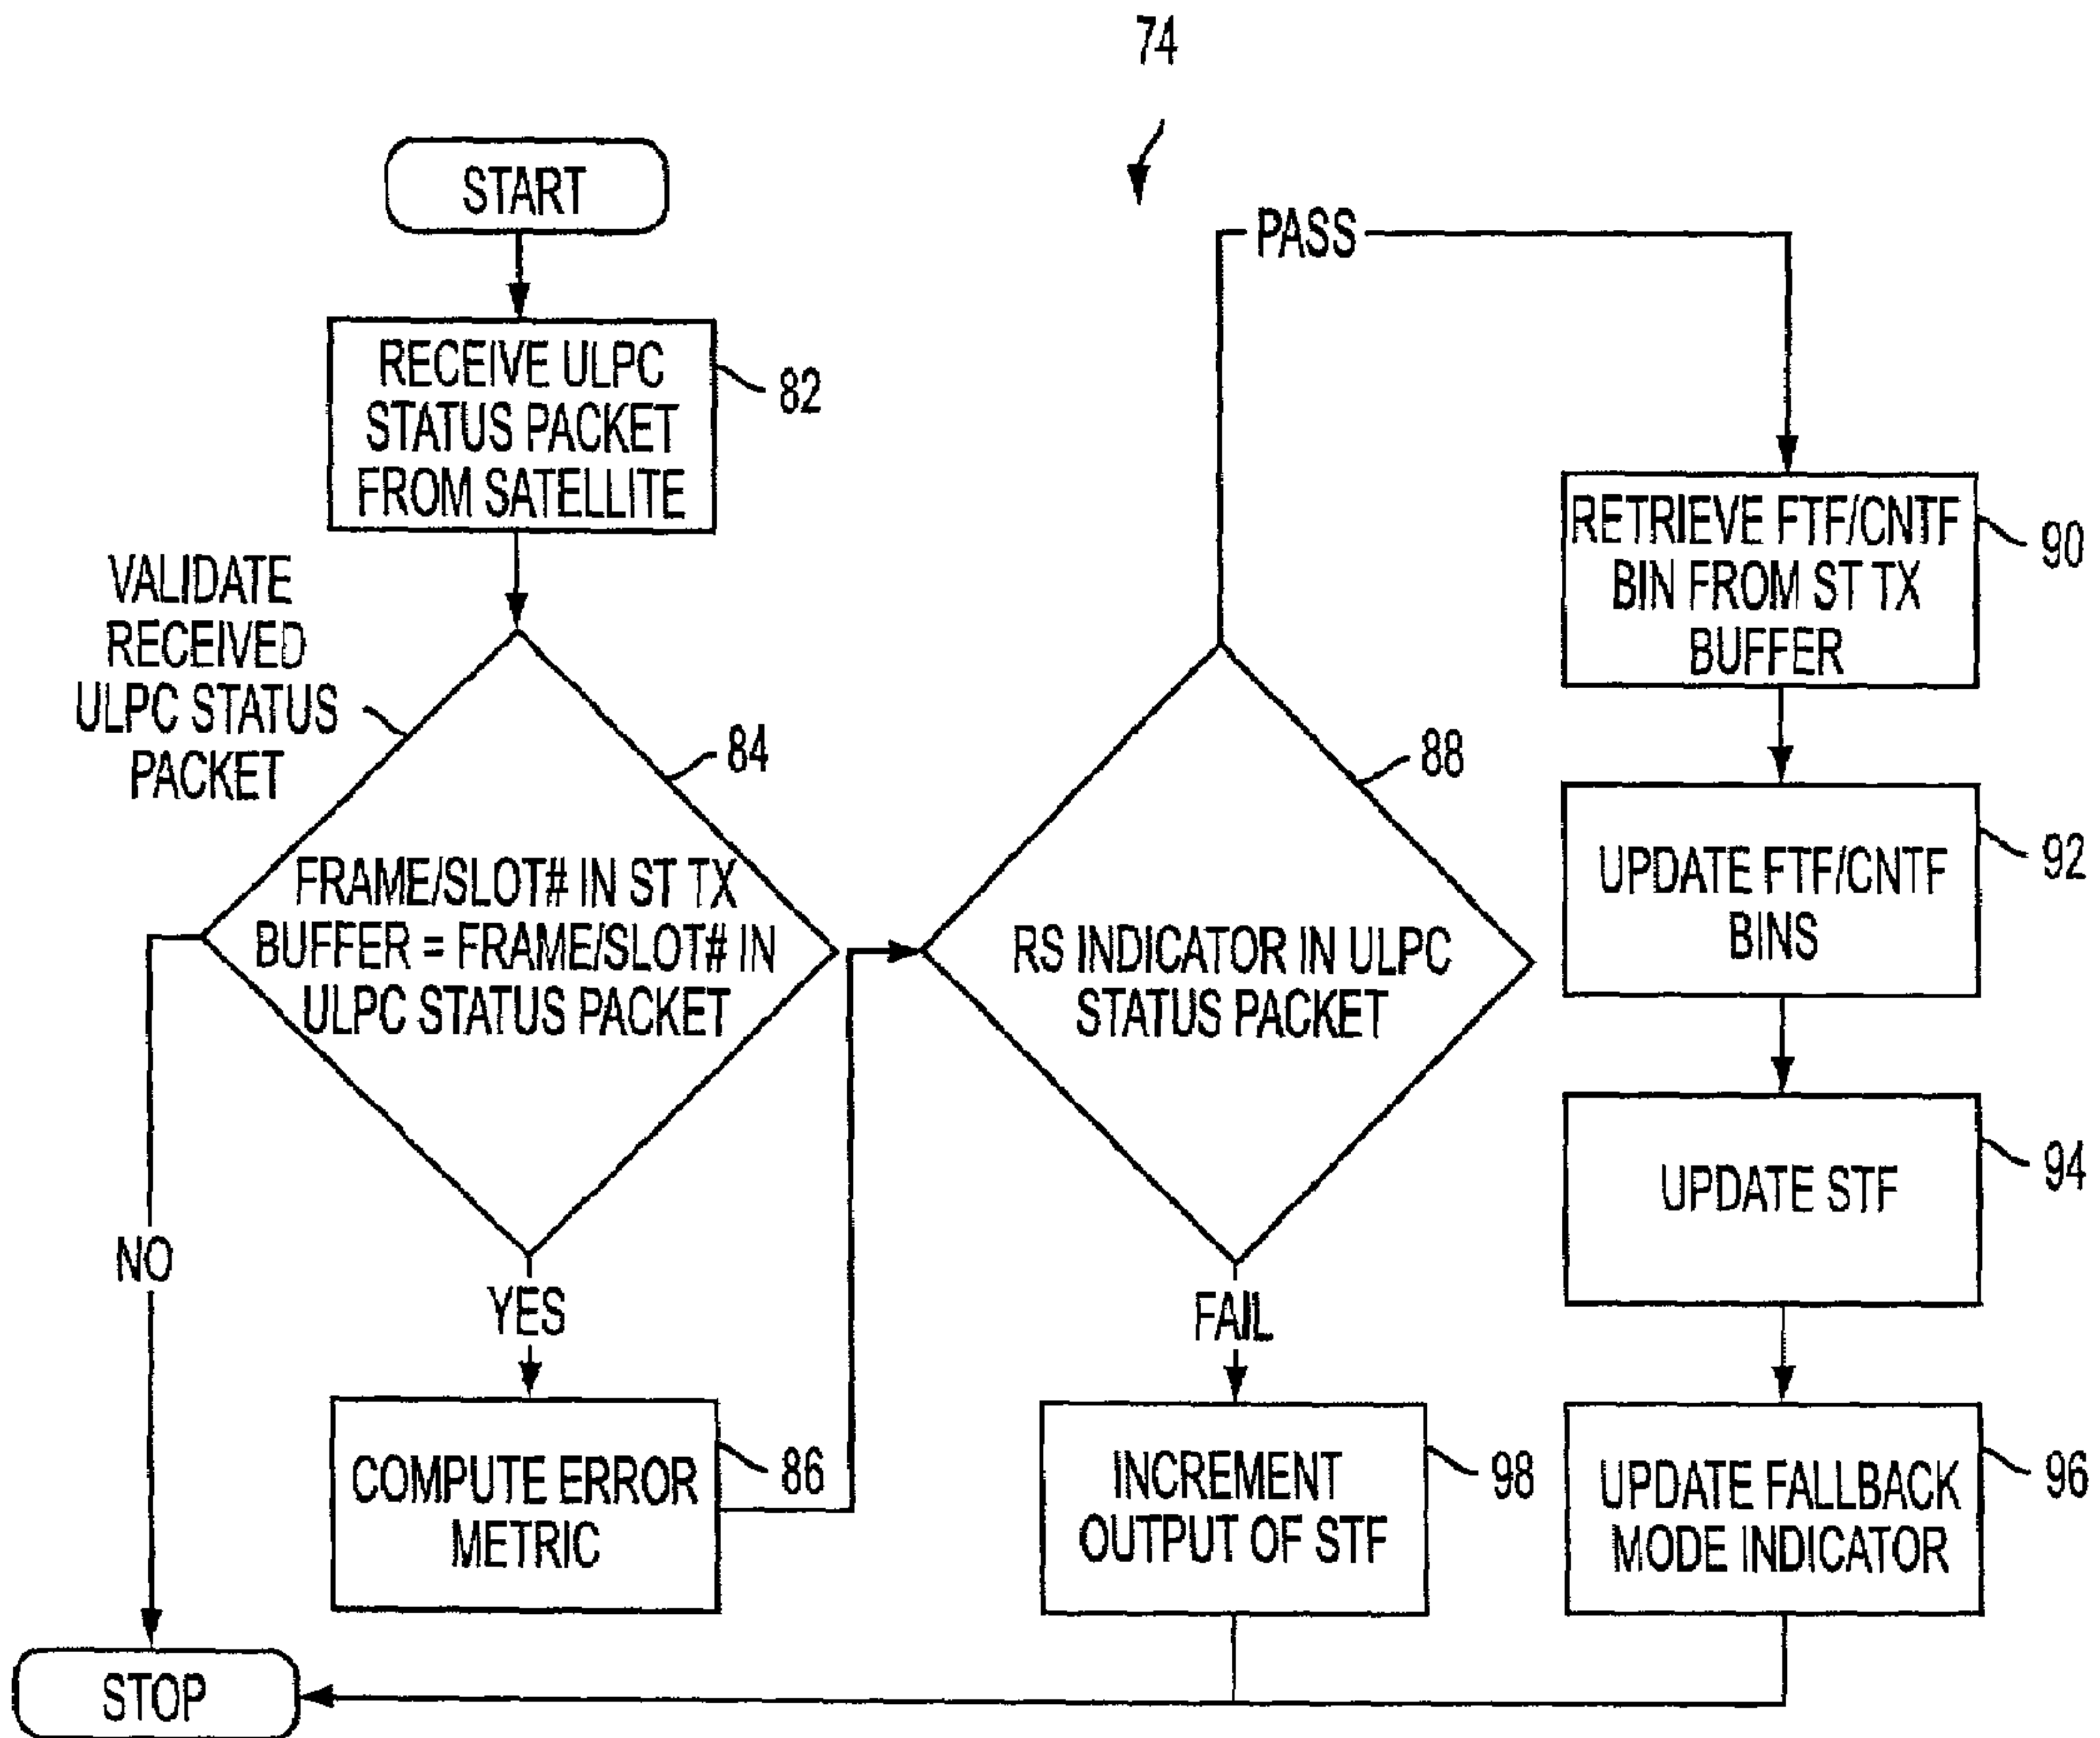 74
START
RECEIVE ULPC
STATUS PACKET
FROM SATELLITE
82
VALIDATE
RECEIVED
ULPC STATUS
PACKET
84
FRAME/SLOT# IN ST TX
BUFFER = FRAME/SLOT# IN
ULPC STATUS PACKET
NO
YES
COMPUTE ERROR
METRIC
86
88
RS INDICATOR IN ULPC
STATUS PACKET
PASS
FAIL
INCREMENT
OUTPUT OF STF
98
RETRIEVE FTF/CNTF
BIN FROM ST TX
BUFFER
90
UPDATE FTF/CNTF
BINS
92
UPDATE STF
94
UPDATE FALLBACK
MODE INDICATOR
96
STOP